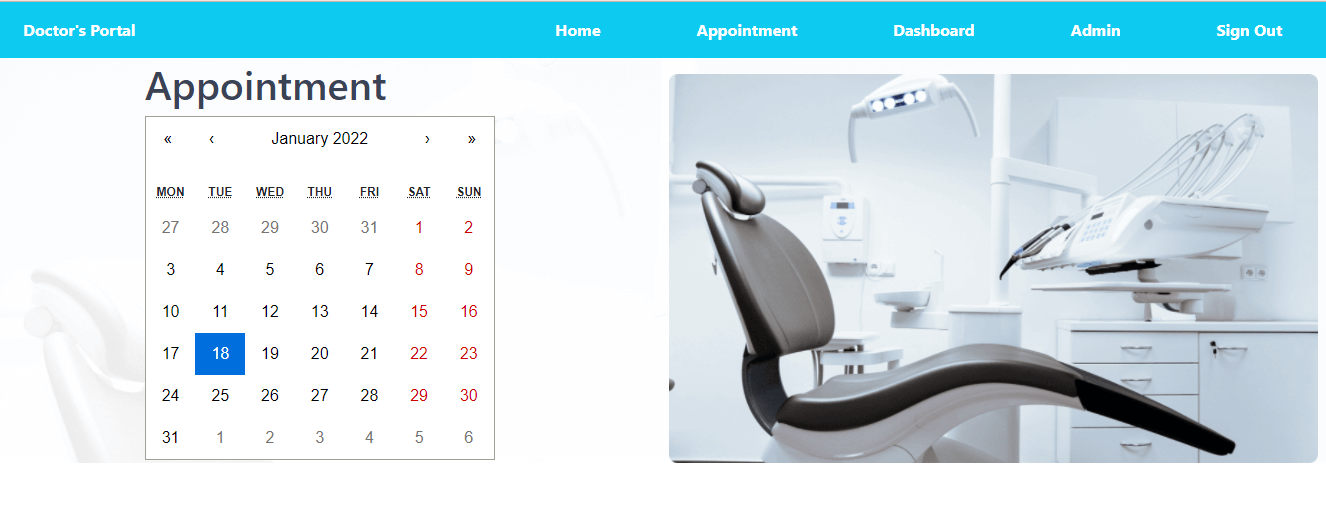 Doctor's Portal Home Appointment Dashboard Admin Sign Out
Appointment
« ‹ January 2022 › »
MON TUE WED THU FRI SAT SUN
27 28 29 30 31 1 2
3 4 5 6 7 8 9
10 11 12 13 14 15 16
17 18 19 20 21 22 23
24 25 26 27 28 29 30
31 1 2 3 4 5 6